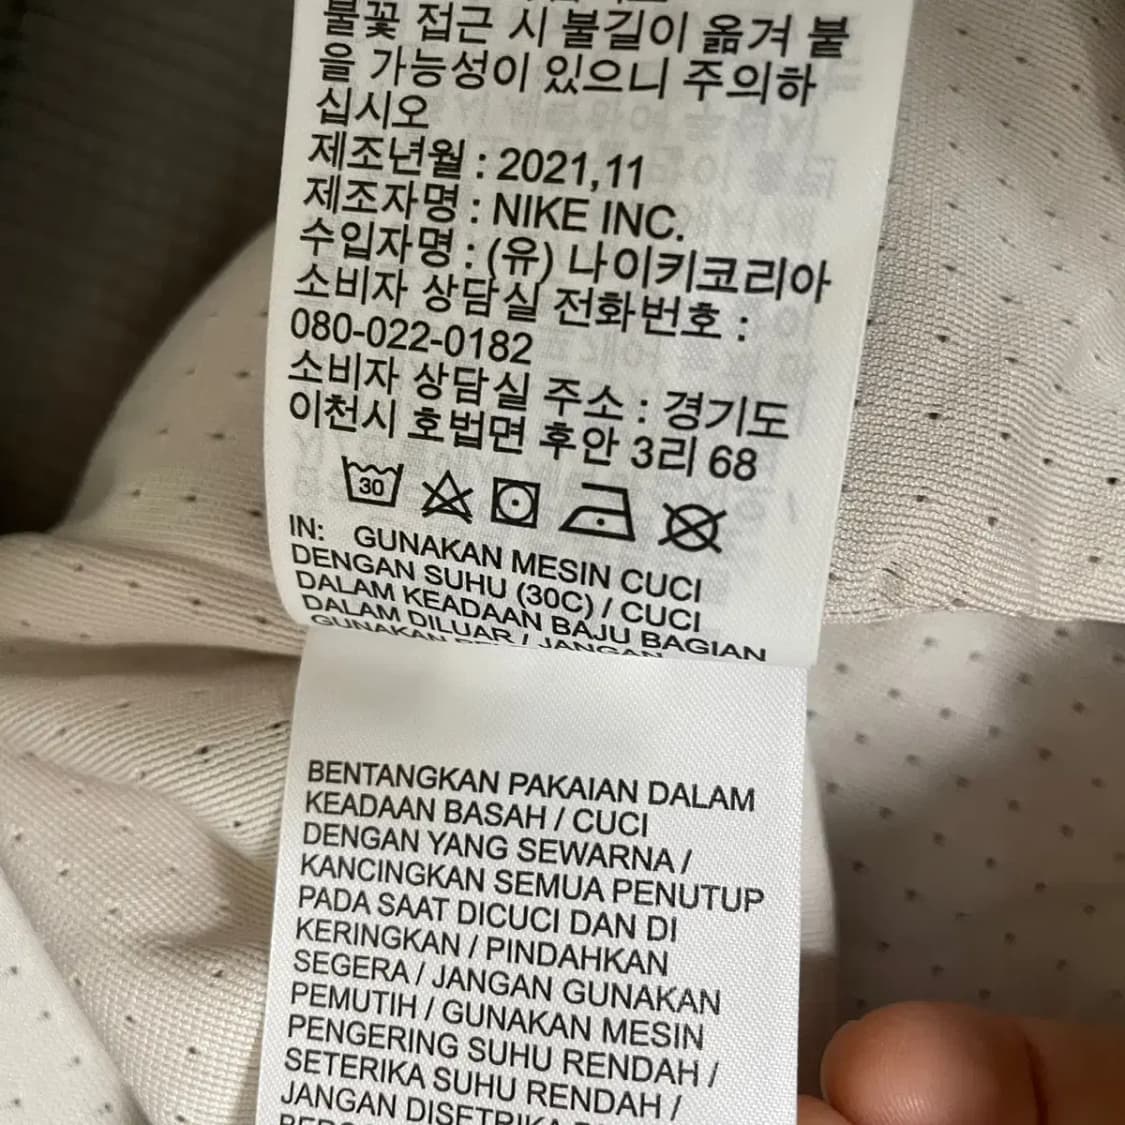 불꽃 접근 시 불길이 옮겨 붙
을 가능성이 있으니 주의하
십시오
제조년월 : 2021,11
제조자명 : NIKE INC.
수입자명 : (유) 나이키코리아
소비자 상담실 전화번호 :
080-022-0182
소비자 상담실 주소 : 경기도
이천시 호법면 후안 3리 68
30
IN: GUNAKAN MESIN CUCI
DENGAN SUHU (30C) / CUCI
DALAM KEADAAN BAJU BAGIAN
DALAM DILUAR / JANGAN
GUNAKAN
BENTANGKAN PAKAIAN DALAM
KEADAAN BASAH / CUCI
DENGAN YANG SEWARNA /
KANCINGKAN SEMUA PENUTUP
PADA SAAT DICUCI DAN DI
KERINGKAN / PINDAHKAN
SEGERA / JANGAN GUNAKAN
PEMUTIH / GUNAKAN MESIN
PENGERING SUHU RENDAH /
SETERIKA SUHU RENDAH /
JANGAN DISETRIKA